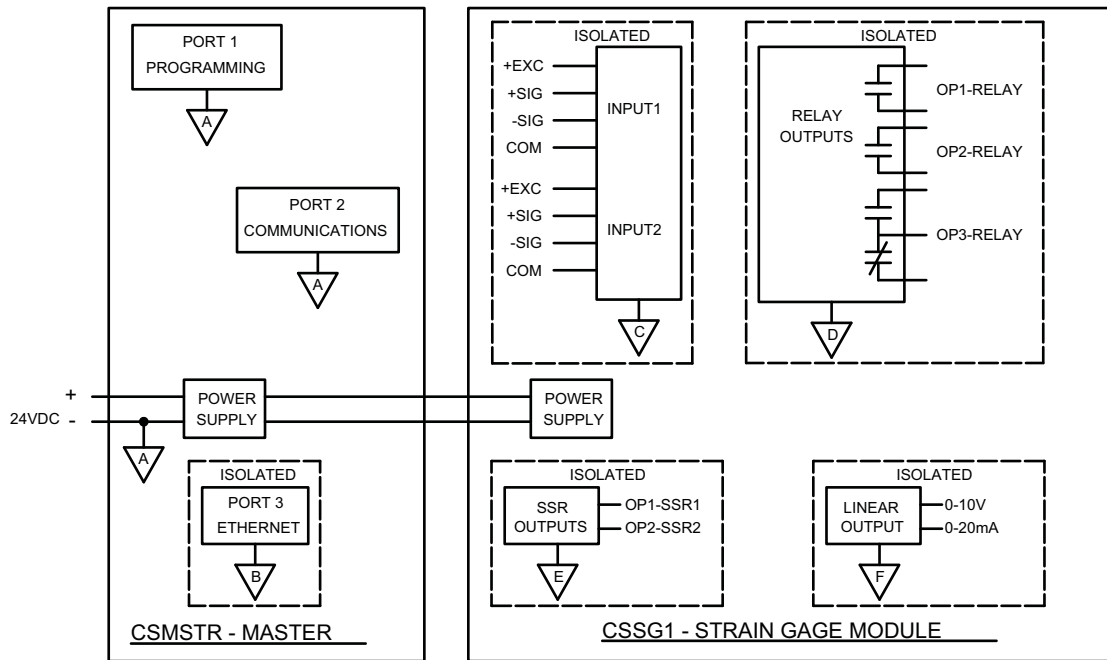 PORT 1
PROGRAMMING
A
PORT 2
COMMUNICATIONS
A
+
24VDC -
A
POWER
SUPPLY
ISOLATED
PORT 3
ETHERNET
B
CSMSTR - MASTER
ISOLATED
+EXC
+SIG
-SIG
COM
INPUT1
+EXC
+SIG
-SIG
COM
INPUT2
C
ISOLATED
RELAY
OUTPUTS
OP1-RELAY
OP2-RELAY
OP3-RELAY
D
POWER
SUPPLY
ISOLATED
SSR
OUTPUTS
OP1-SSR1
OP2-SSR2
E
ISOLATED
LINEAR
OUTPUT
0-10V
0-20mA
F
CSSG1 - STRAIN GAGE MODULE